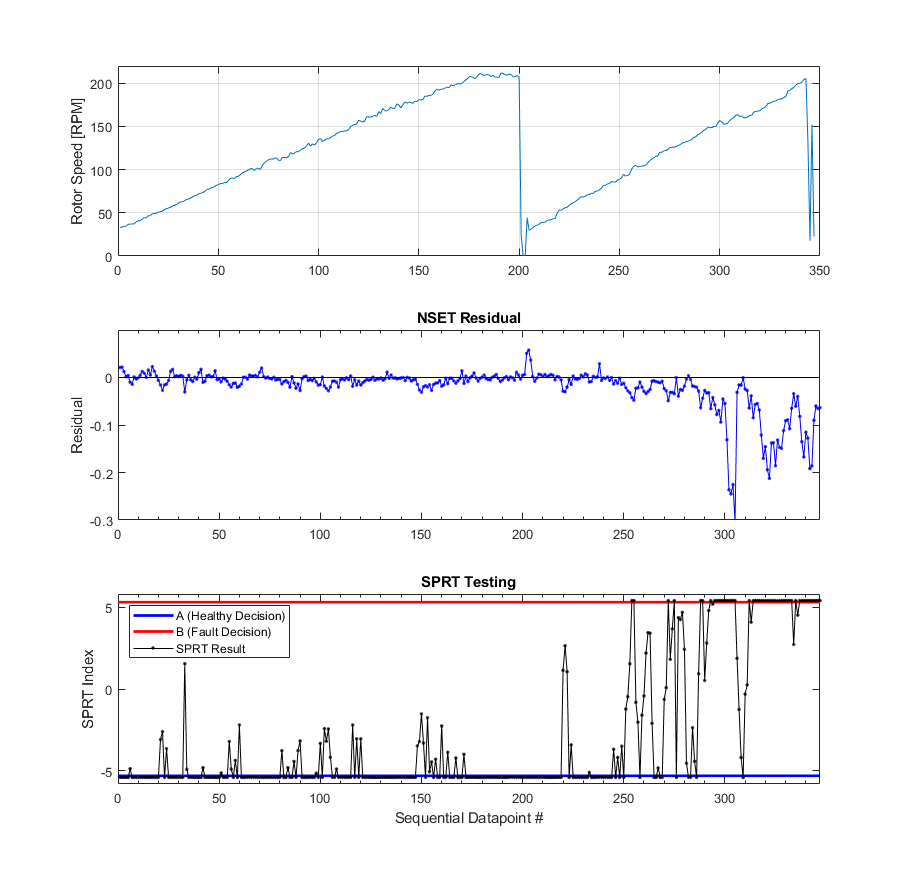 Rotor Speed [RPM]
200
150
100
50
0
0 50 100 150 200 250 300 350
NSET Residual
Residual
0
-0.1
-0.2
-0.3
0 50 100 150 200 250 300
SPRT Testing
SPRT Index
5
0
-5
A (Healthy Decision)
B (Fault Decision)
SPRT Result
0 50 100 150 200 250 300
Sequential Datapoint #